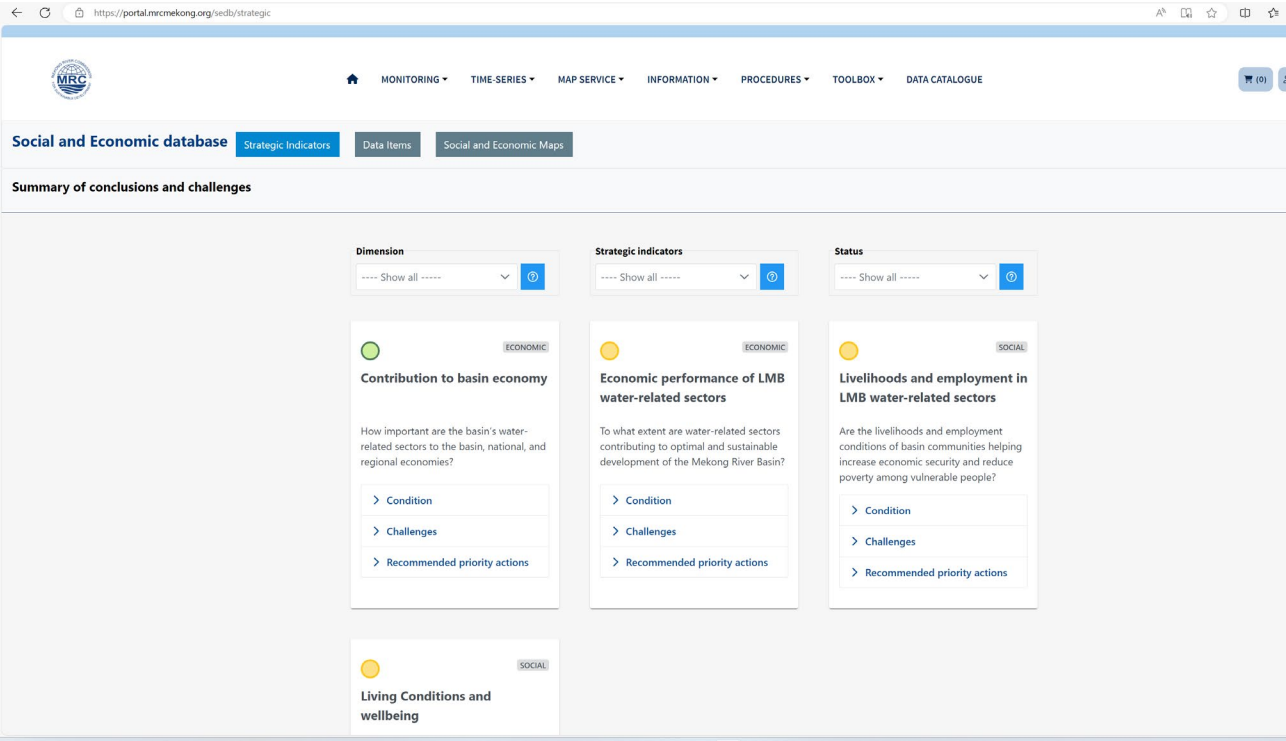 https://portal.mrcmekong.org/sedb/strategic
MRC
MONITORING
TIME-SERIES
MAP SERVICE
INFORMATION
PROCEDURES
TOOLBOX
DATA CATALOGUE
(0)
Social and Economic database
Strategic Indicators
Data Items
Social and Economic Maps
Summary of conclusions and challenges
Dimension
---- Show all -----
Strategic indicators
---- Show all -----
Status
---- Show all -----
ECONOMIC
Contribution to basin economy
How important are the basin's water-
related sectors to the basin, national, and
regional economies?
Condition
Challenges
Recommended priority actions
ECONOMIC
Economic performance of LMB
water-related sectors
To what extent are water-related sectors
contributing to optimal and sustainable
development of the Mekong River Basin?
Condition
Challenges
Recommended priority actions
SOCIAL
Livelihoods and employment in
LMB water-related sectors
Are the livelihoods and employment
conditions of basin communities helping
increase economic security and reduce
poverty among vulnerable people?
Condition
Challenges
Recommended priority actions
SOCIAL
Living Conditions and
wellbeing